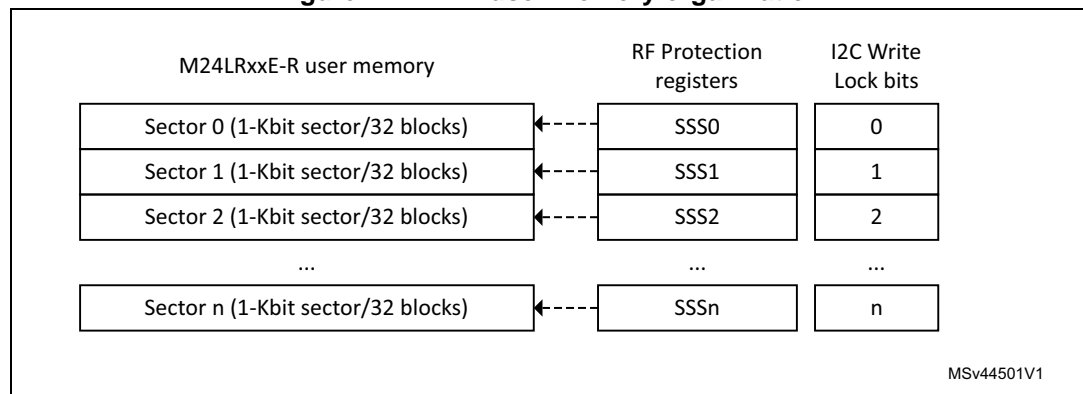 M24LRxxE-R user memory
RF Protection registers
I2C Write Lock bits
Sector 0 (1-Kbit sector/32 blocks) SSS0 0
Sector 1 (1-Kbit sector/32 blocks) SSS1 1
Sector 2 (1-Kbit sector/32 blocks) SSS2 2
... ... ...
Sector n (1-Kbit sector/32 blocks) SSSn n
MSv44501V1